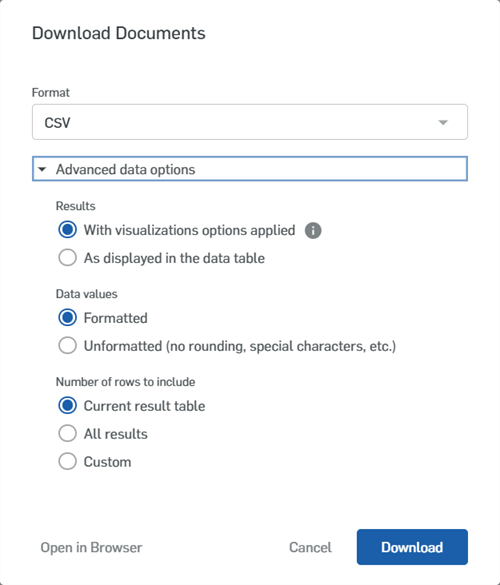 Download Documents
Format
CSV
Advanced data options
Results
With visualizations options applied
As displayed in the data table
Data values
Formatted
Unformatted (no rounding, special characters, etc.)
Number of rows to include
Current result table
All results
Custom
Open in Browser Cancel Download